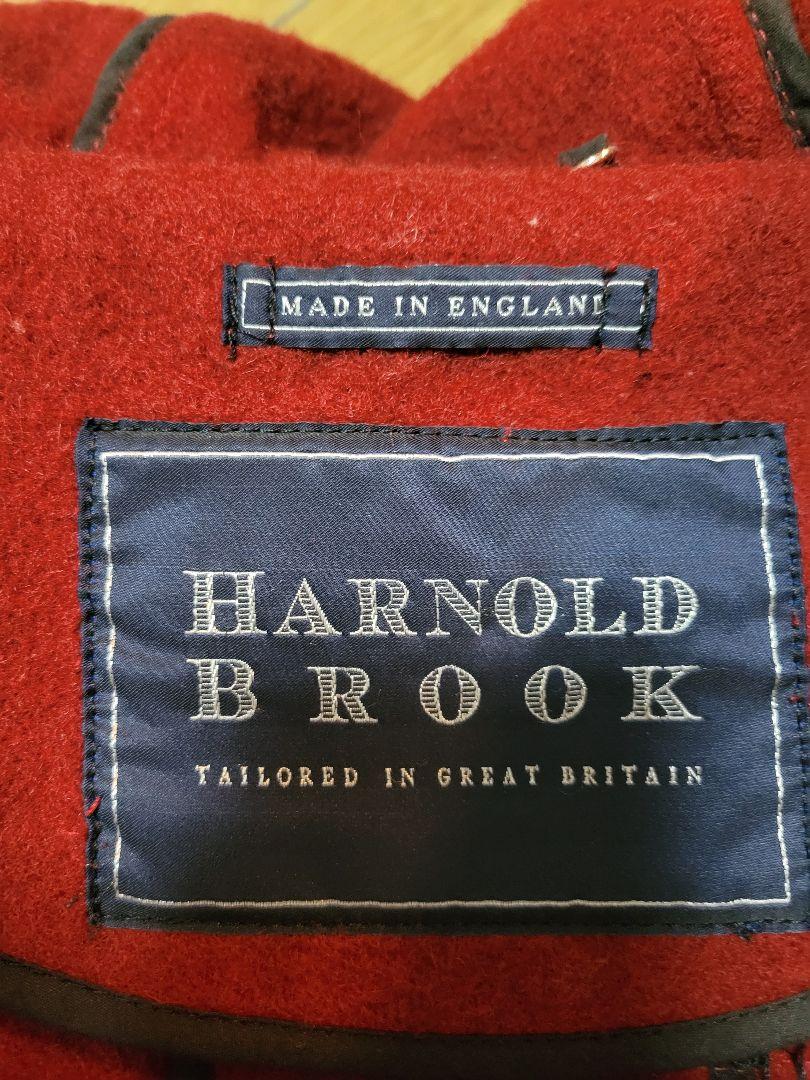 MADE IN ENGLAND
HARNOLD
BROOK
TAILORED IN GREAT BRITAIN